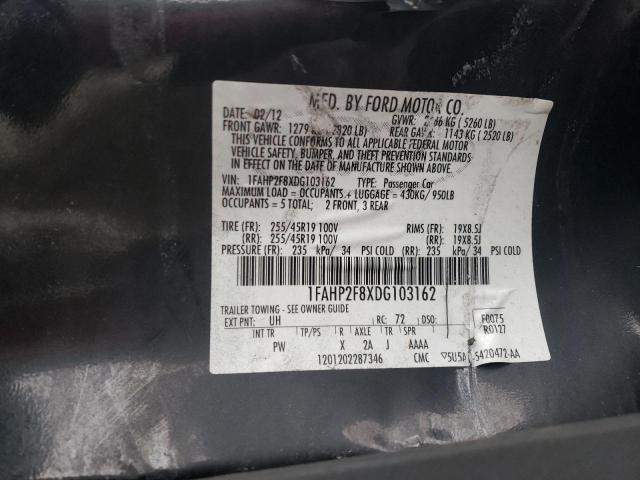 MFD. BY FORD MOTOR CO.
DATE: 02/12 GVWR: KG ( 5260 LB)
FRONT GAWR: 1279 LB) REAR GAWR: 1143 KG ( 2520 LB)
THIS VEHICLE CONFORMS TO ALL APPLICABLE FEDERAL MOTOR
VEHICLE SAFETY, BUMPER, AND THEFT PREVENTION STANDARDS
IN EFFECT ON THE DATE OF MANUFACTURE SHOWN ABOVE.
VIN: 1FAHP2F8XDG103162 TYPE: Passenger Car
MAXIMUM LOAD = OCCUPANTS + LUGGAGE = 430KG/ 950LB
OCCUPANTS = 5 TOTAL: 2 FRONT, 3 REAR
TIRE (FR): 255/45R19 100V RIMS (FR): 19X8.5J
(RR): 255/45R19 100V (RR): 19X8.5J
PRESSURE (FR): 235 kPa/ 34 PSI COLD (RR): 235 kPa/ 34 PSI COLD
1FAHP2F8XDG103162
TRAILER TOWING - SEE OWNER GUIDE
EXT PNT: UH RC: 72 DSO: F0075
R0127
INT TR TP/PS R AXLE TR SPR
PW X 2A J AAAA
1201202287346 CMC ▽5U5A -5420472-AA